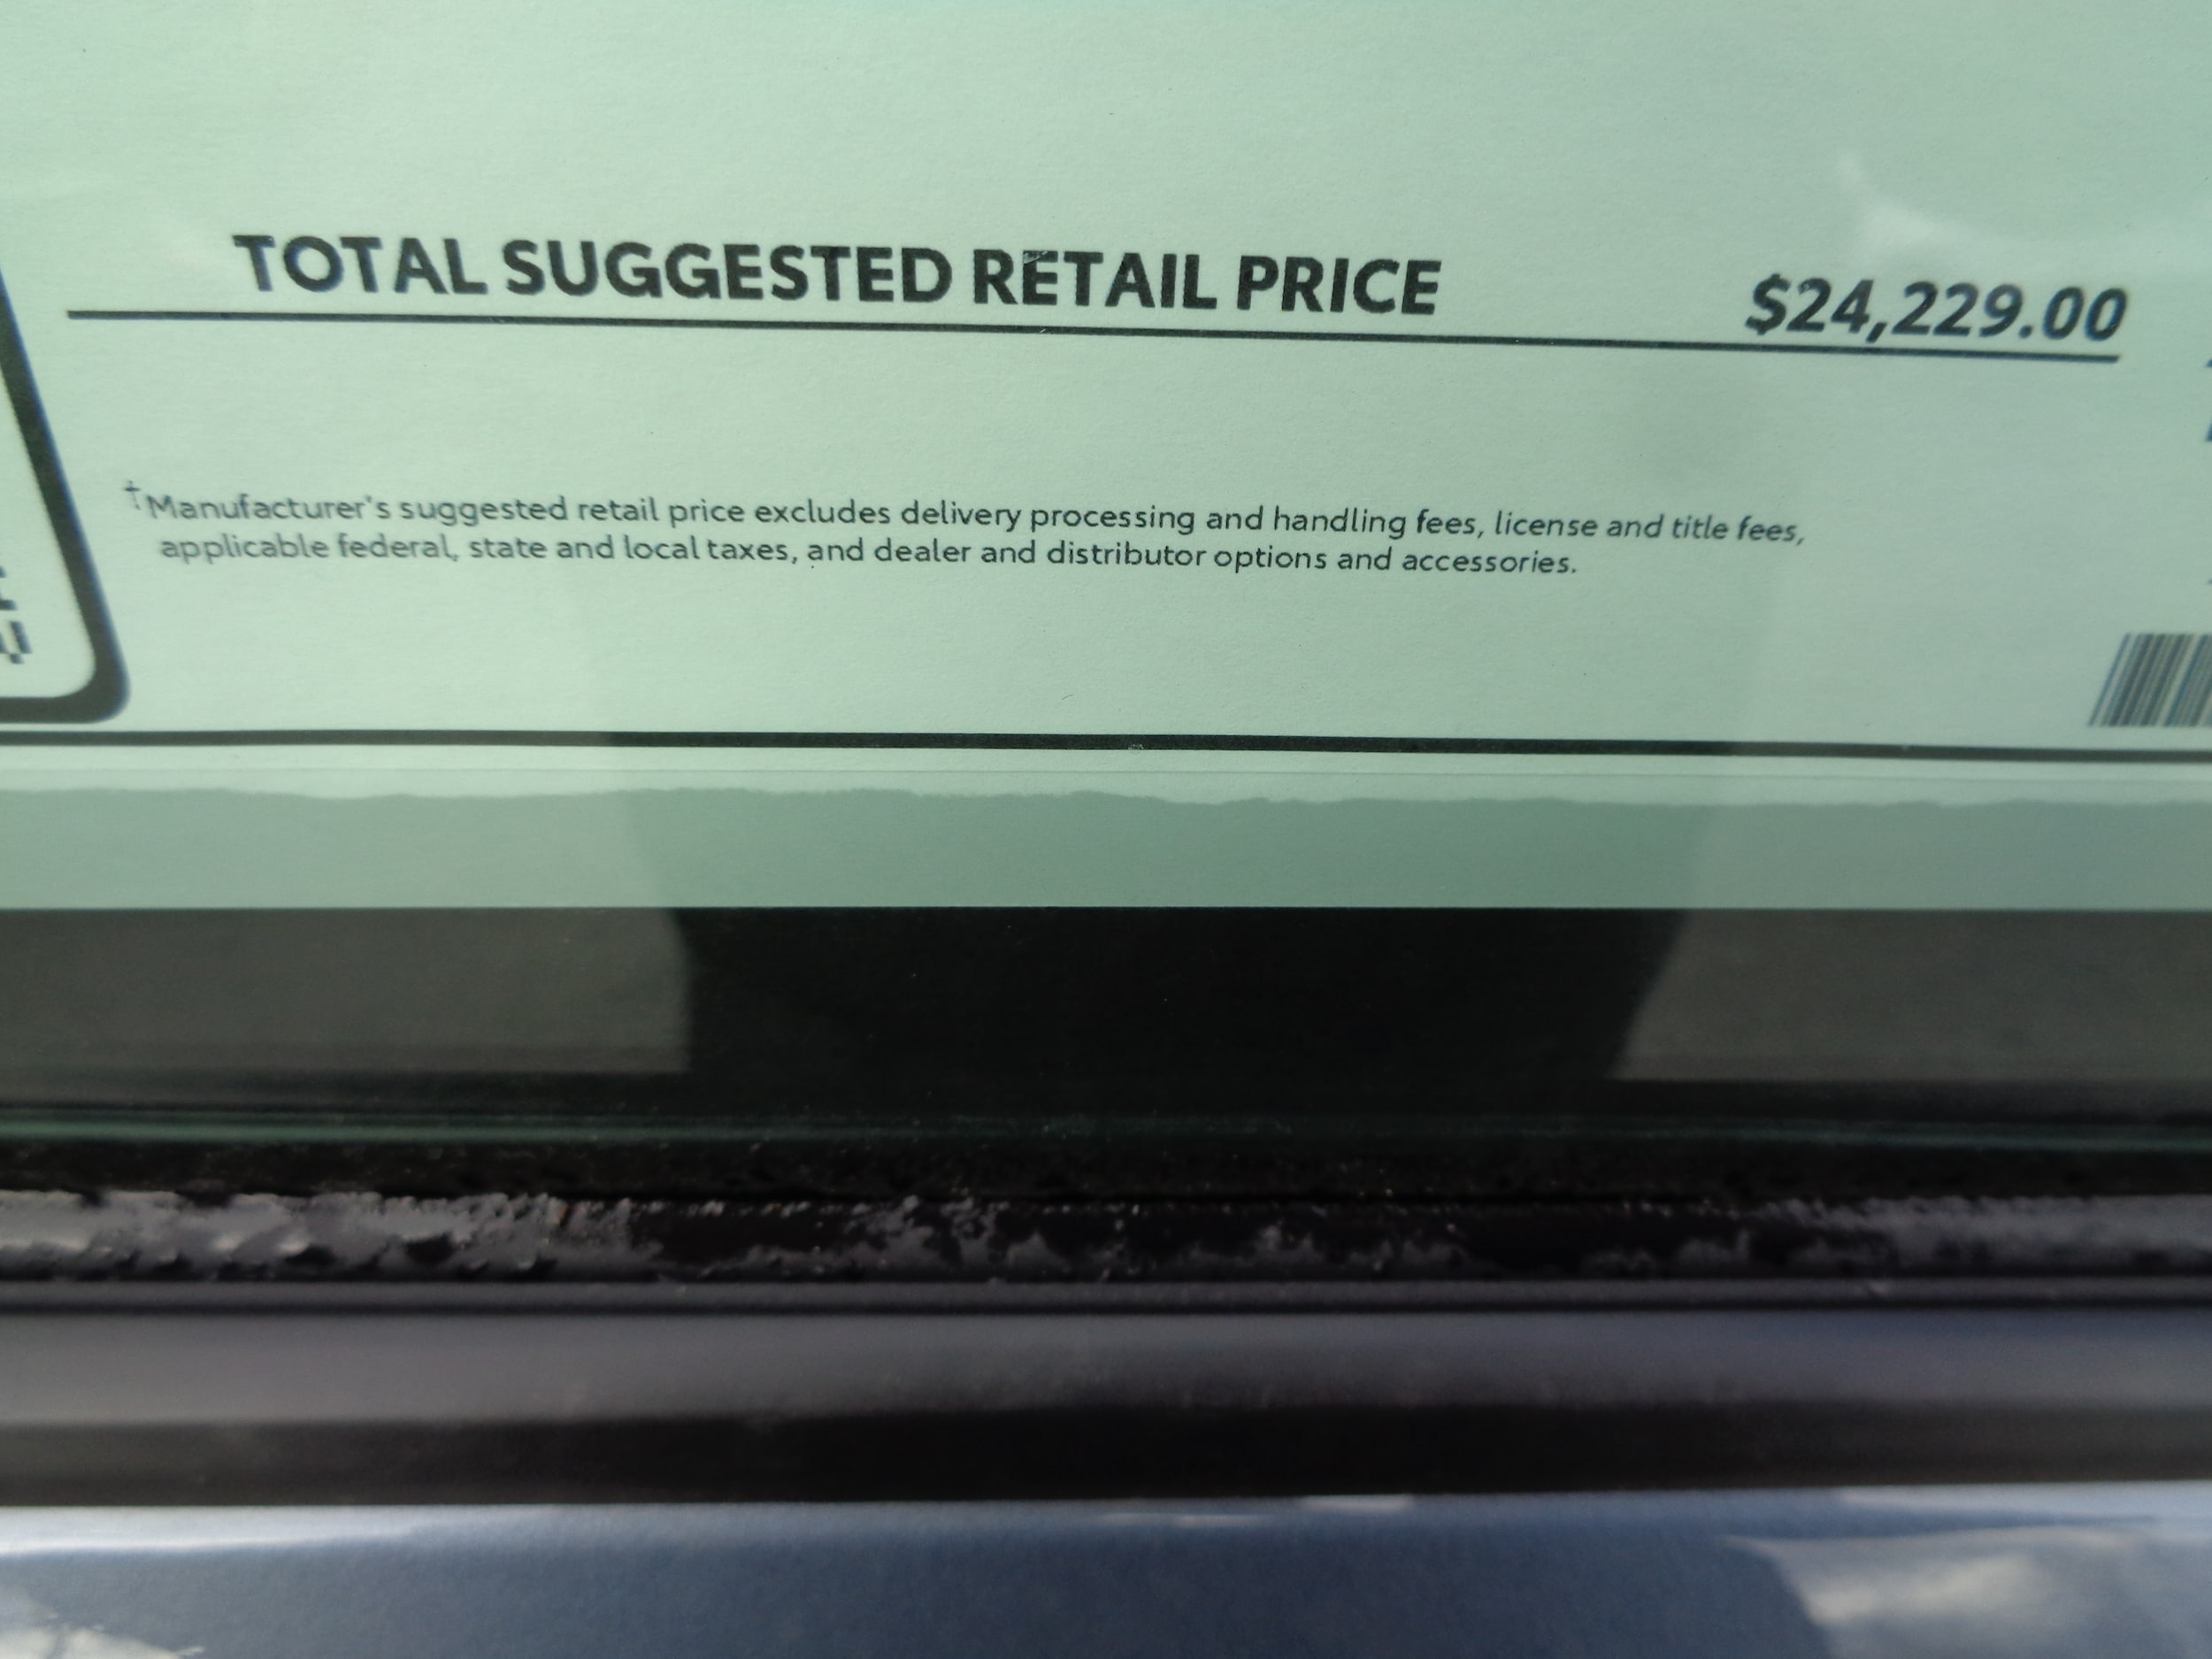 TOTAL SUGGESTED RETAIL PRICE $24,229.00
†Manufacturer's suggested retail price excludes delivery processing and handling fees, license and title fees,
applicable federal, state and local taxes, and dealer and distributor options and accessories.